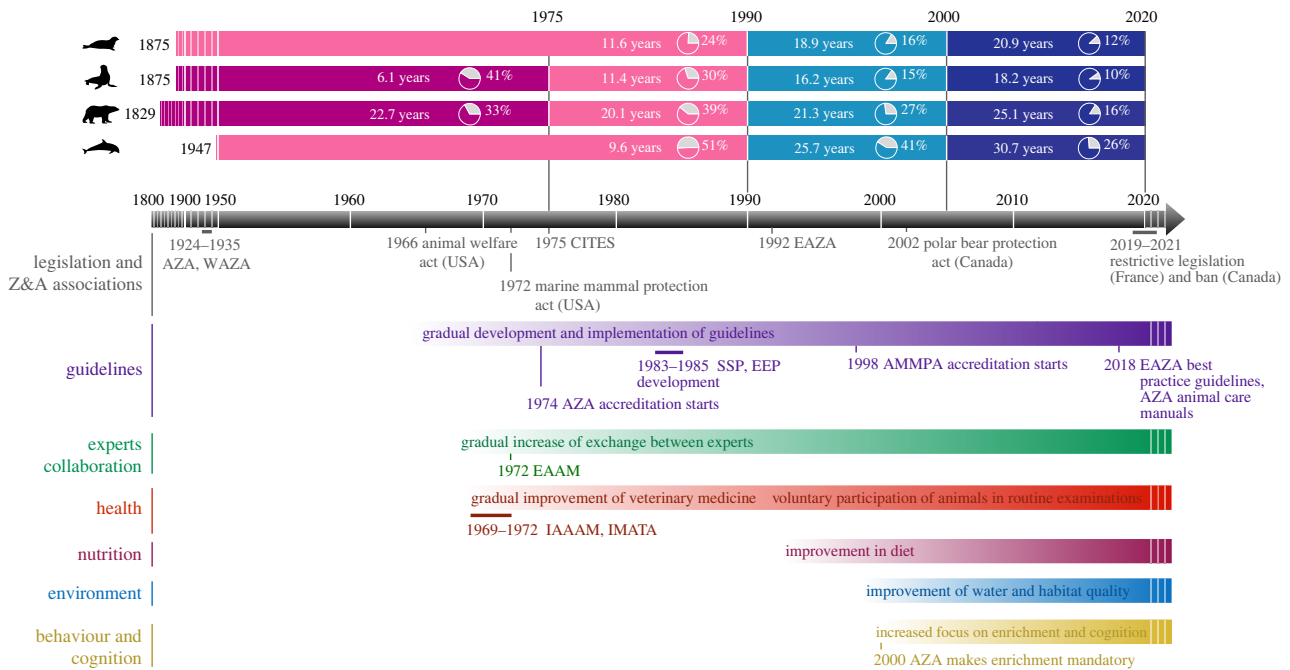 1975 1990 2000 2020
1875 11.6 years 24% 18.9 years 16% 20.9 years 12%
1875 6.1 years 41% 11.4 years 30% 16.2 years 15% 18.2 years 10%
1829 22.7 years 33% 20.1 years 39% 21.3 years 27% 25.1 years 16%
1947 9.6 years 51% 25.7 years 41% 30.7 years 26%
1800 1900 1950 1960 1970 1980 1990 2000 2010 2020
legislation and
Z&A associations
1924–1935
AZA, WAZA
1966 animal welfare
act (USA)
1975 CITES
1972 marine mammal protection
act (USA)
1992 EAZA
2002 polar bear protection
act (Canada)
2019–2021
restrictive legislation
(France) and ban (Canada)
guidelines
gradual development and implementation of guidelines
1974 AZA accreditation starts
1983–1985 SSP, EEP
development
1998 AMMPA accreditation starts
2018 EAZA best
practice guidelines,
AZA animal care
manuals
experts
collaboration
gradual increase of exchange between experts
1972 EAAM
health
gradual improvement of veterinary medicine voluntary participation of animals in routine examinations
1969–1972 IAAAM, IMATA
nutrition
improvement in diet
environment
improvement of water and habitat quality
behaviour and
cognition
increased focus on enrichment and cognition
2000 AZA makes enrichment mandatory